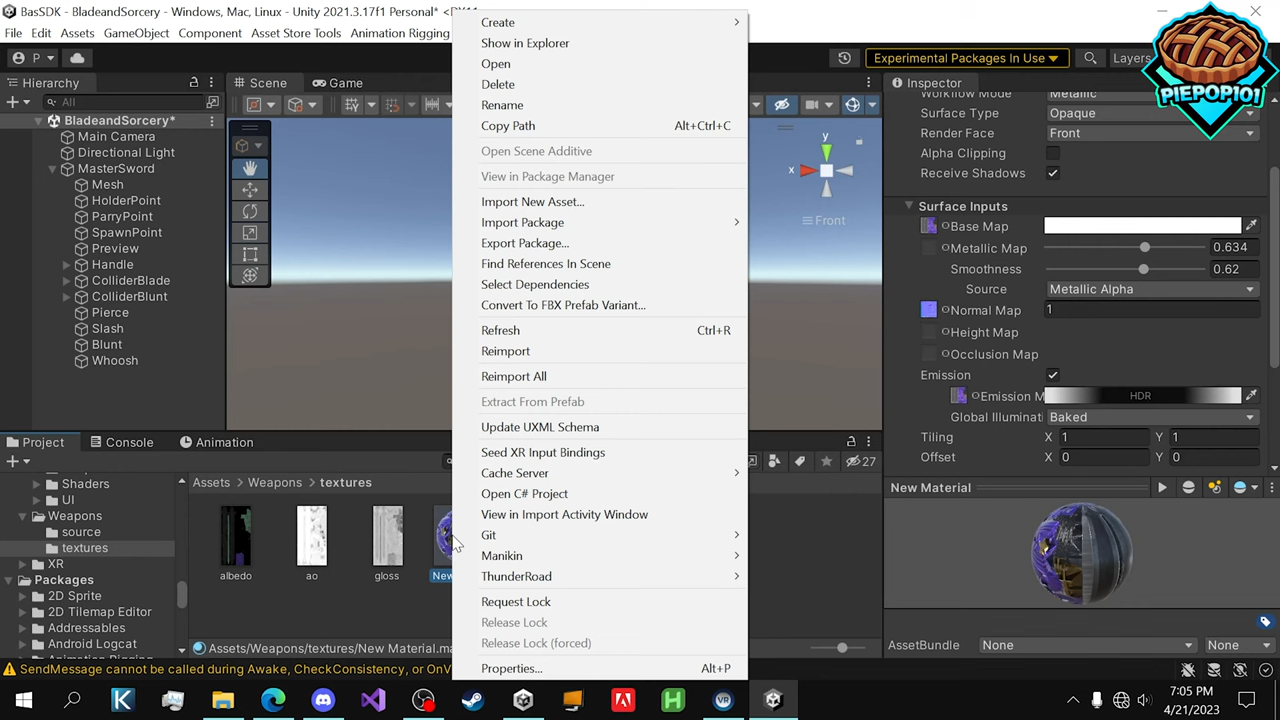 BasSDK - BladeandSorcery - Windows, Mac, Linux - Unity 2021.3.17f1 Personal* <DX11
File Edit Assets GameObject Component Asset Store Tools Animation Rigging
P
Experimental Packages In Use
Layers
PIEPOP101
Hierarchy
All
BladeandSorcery*
Main Camera
Directional Light
MasterSword
Mesh
HolderPoint
ParryPoint
SpawnPoint
Preview
Handle
ColliderBlade
ColliderBlunt
Pierce
Slash
Blunt
Whoosh
Scene
Game
y
x
Front
Create
Show in Explorer
Open
Delete
Rename
Copy Path Alt+Ctrl+C
Open Scene Additive
View in Package Manager
Import New Asset...
Import Package
Export Package...
Find References In Scene
Select Dependencies
Convert To FBX Prefab Variant...
Refresh Ctrl+R
Reimport
Reimport All
Extract From Prefab
Update UXML Schema
Seed XR Input Bindings
Cache Server
Open C# Project
View in Import Activity Window
Git
Manikin
ThunderRoad
Request Lock
Release Lock
Release Lock (forced)
Properties... Alt+P
Inspector
Workflow Mode Metallic
Surface Type Opaque
Render Face Front
Alpha Clipping
Receive Shadows
Surface Inputs
Base Map
Metallic Map 0.634
Smoothness 0.62
Source Metallic Alpha
Normal Map 1
Height Map
Occlusion Map
Emission
Emission M HDR
Global Illuminati Baked
Tiling X 1 Y 1
Offset X 0 Y 0
New Material
AssetBundle None None
Project Console Animation
27
Shaders
UI
Weapons
source
textures
XR
Packages
2D Sprite
2D Tilemap Editor
Addressables
Android Logcat
Assets > Weapons > textures
albedo ao gloss New
Assets/Weapons/textures/New Material.ma
SendMessage cannot be called during Awake, CheckConsistency, or OnV
K
H
VR
7:05 PM
4/21/2023